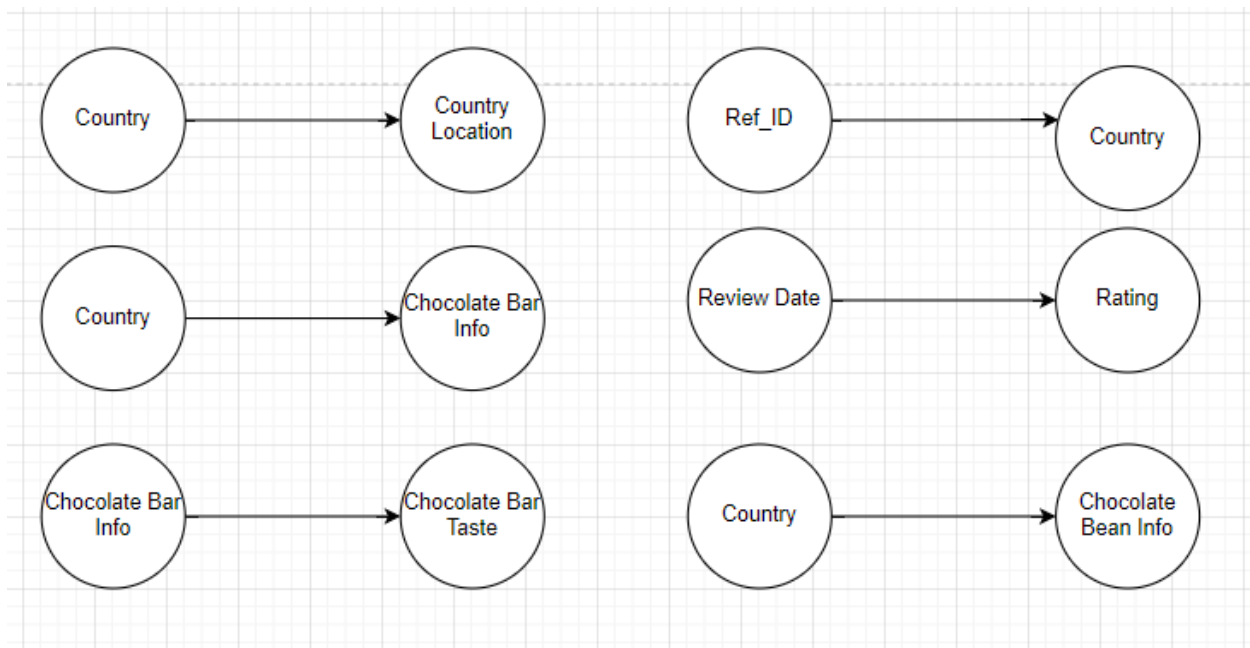 Country
Country
Location
Ref_ID
Country
Country
Chocolate Bar
Info
Review Date
Rating
Chocolate Bar
Info
Chocolate Bar
Taste
Country
Chocolate
Bean Info